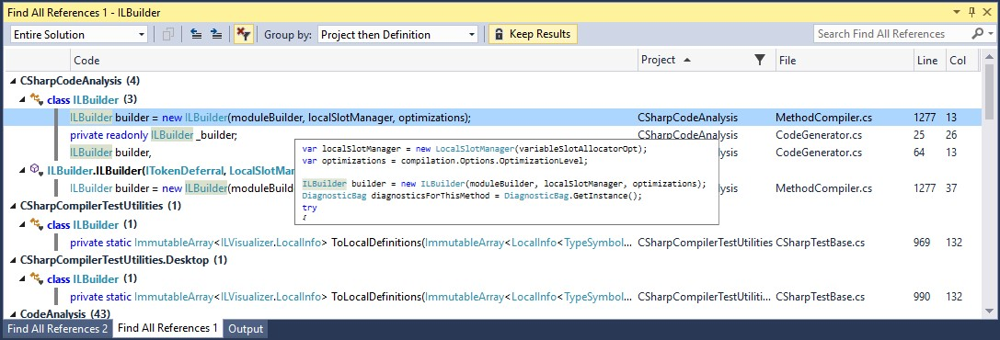 Find All References 1 - ILBuilder
Entire Solution Group by: Project then Definition Keep Results Search Find All References
Code Project File Line Col
CSharpCodeAnalysis (4)
class ILBuilder (3)
ILBuilder builder = new ILBuilder(moduleBuilder, localSlotManager, optimizations); CSharpCodeAnalysis MethodCompiler.cs 1277 13
private readonly ILBuilder _builder; CSharpCodeAnalysis CodeGenerator.cs 25 26
ILBuilder builder, CodeGenerator.cs 64 13
ILBuilder.ILBuilder(ITokenDeferral, LocalSlotMa
ILBuilder builder = new ILBuilder(moduleBuild MethodCompiler.cs 1277 37
var localSlotManager = new LocalSlotManager(variableSlotAllocatorOpt);
var optimizations = compilation.Options.OptimizationLevel;
ILBuilder builder = new ILBuilder(moduleBuilder, localSlotManager, optimizations);
DiagnosticBag diagnosticsForThisMethod = DiagnosticBag.GetInstance();
try
{
CSharpCompilerTestUtilities (1)
class ILBuilder (1)
private static ImmutableArray<ILVisualizer.LocalInfo> ToLocalDefinitions(ImmutableArray<LocalInfo<TypeSymbol... CSharpCompilerTestUtilities CSharpTestBase.cs 969 132
CSharpCompilerTestUtilities.Desktop (1)
class ILBuilder (1)
private static ImmutableArray<ILVisualizer.LocalInfo> ToLocalDefinitions(ImmutableArray<LocalInfo<TypeSymbol... CSharpCompilerTestUtiliti... CSharpTestBase.cs 990 132
CodeAnalysis (43)
Find All References 2 Find All References 1 Output